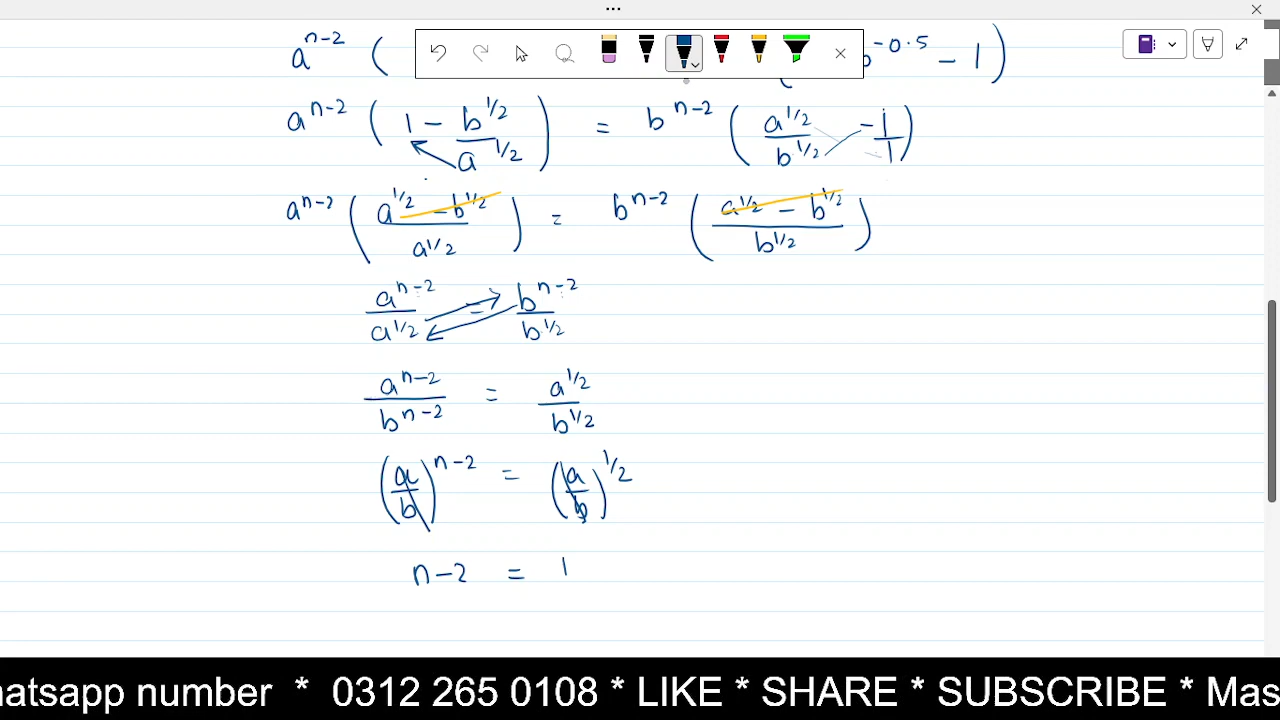 a^{n-2} ( b^{-0.5} - 1 )
a^{n-2} ( 1 - b^{1/2} / a^{1/2} ) = b^{n-2} ( a^{1/2} / b^{1/2} - 1/1 )
a^{n-2} ( (a^{1/2} - b^{1/2}) / a^{1/2} ) = b^{n-2} ( (a^{1/2} - b^{1/2}) / b^{1/2} )
a^{n-2} / a^{1/2} = b^{n-2} / b^{1/2}
a^{n-2} / b^{n-2} = a^{1/2} / b^{1/2}
(a/b)^{n-2} = (a/b)^{1/2}
n-2 = 1
hatsapp number * 0312 265 0108 * LIKE * SHARE * SUBSCRIBE * Mas